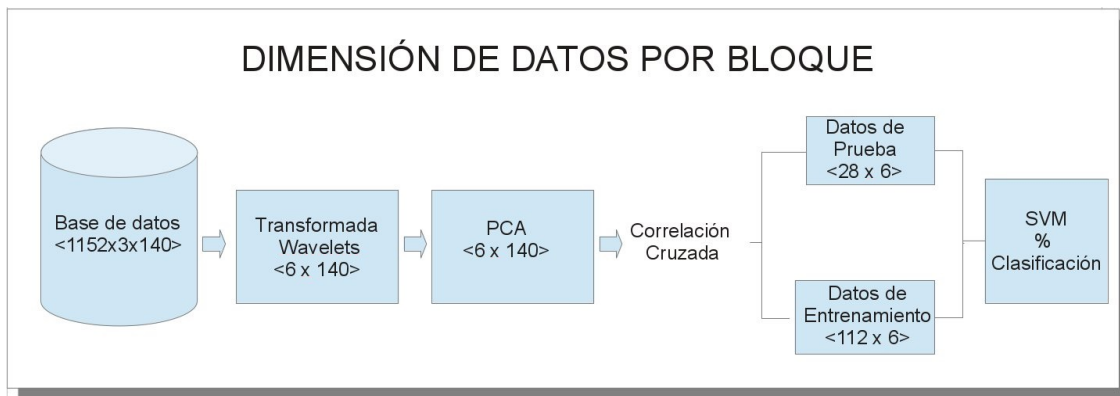 DIMENSIÓN DE DATOS POR BLOQUE
Base de datos
<1152x3x140>
Transformada
Wavelets
<6 x 140>
PCA
<6 x 140>
Correlación
Cruzada
Datos de
Prueba
<28 x 6>
Datos de
Entrenamiento
<112 x 6>
SVM
%
Clasificación